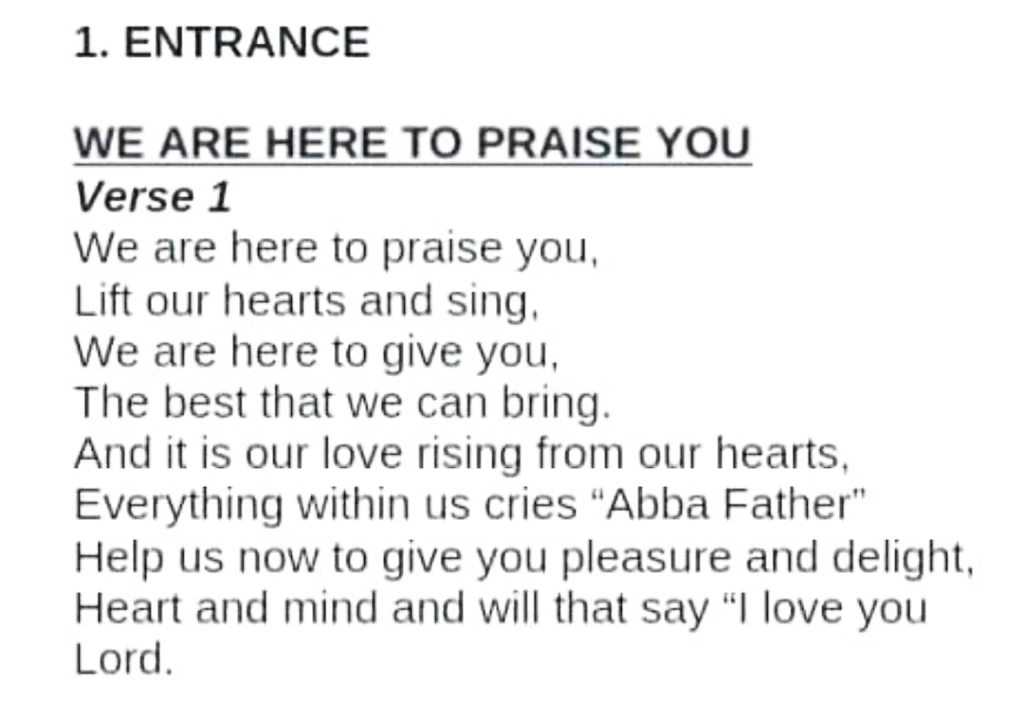 1. ENTRANCE
WE ARE HERE TO PRAISE YOU
Verse 1
We are here to praise you,
Lift our hearts and sing,
We are here to give you,
The best that we can bring.
And it is our love rising from our hearts,
Everything within us cries “Abba Father”
Help us now to give you pleasure and delight,
Heart and mind and will that say “I love you
Lord.